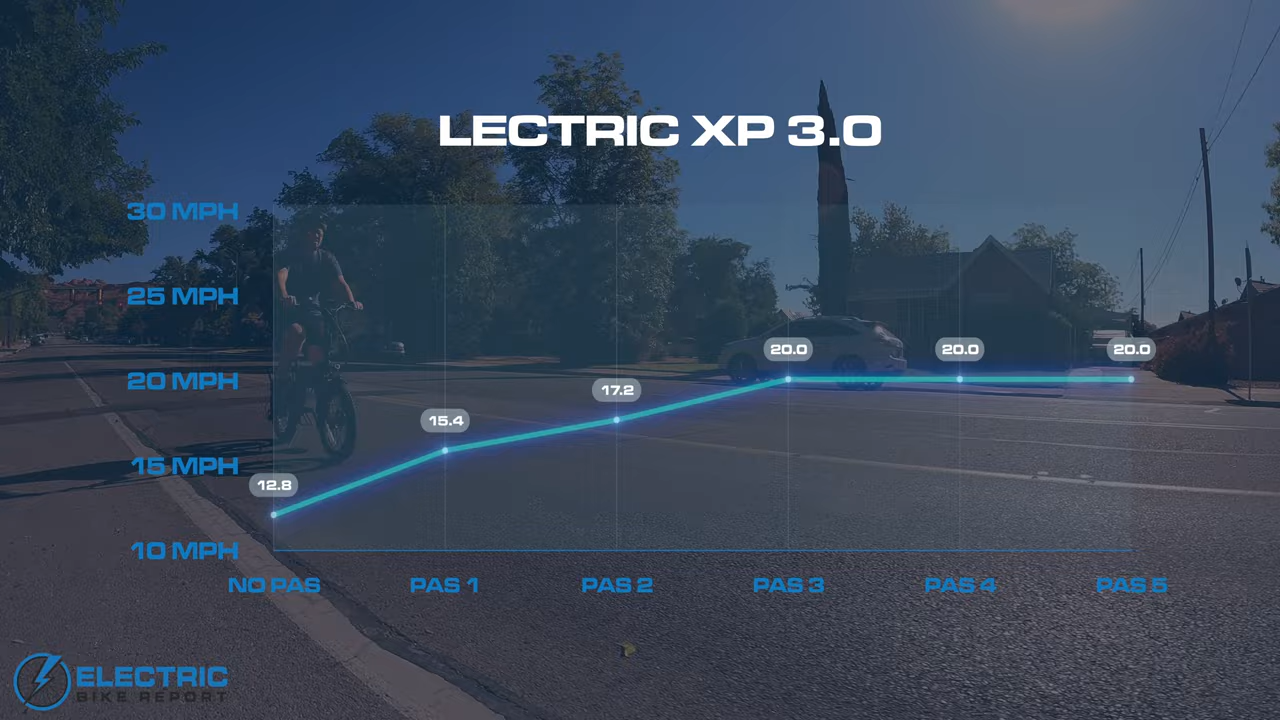 LECTRIC XP 3.0
30 MPH
25 MPH
20 MPH
15 MPH
10 MPH
12.8
15.4
17.2
20.0
20.0
20.0
NO PAS
PAS 1
PAS 2
PAS 3
PAS 4
PAS 5
ELECTRIC
BIKE REPORT